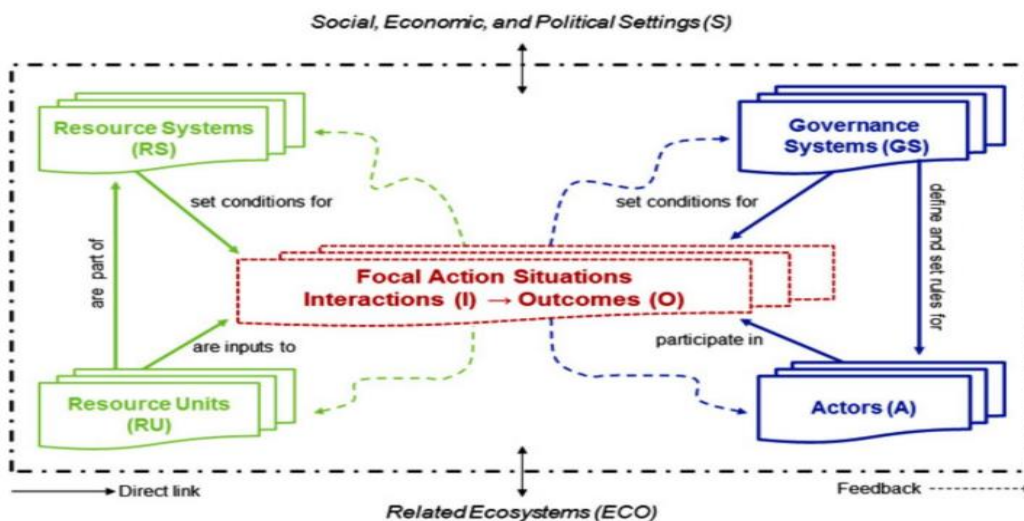 Social, Economic, and Political Settings (S)
Resource Systems
(RS)
Governance
Systems (GS)
set conditions for
set conditions for
are part of
define and set rules for
Focal Action Situations
Interactions (I) → Outcomes (O)
are inputs to
participate in
Resource Units
(RU)
Actors (A)
Direct link
Feedback
Related Ecosystems (ECO)